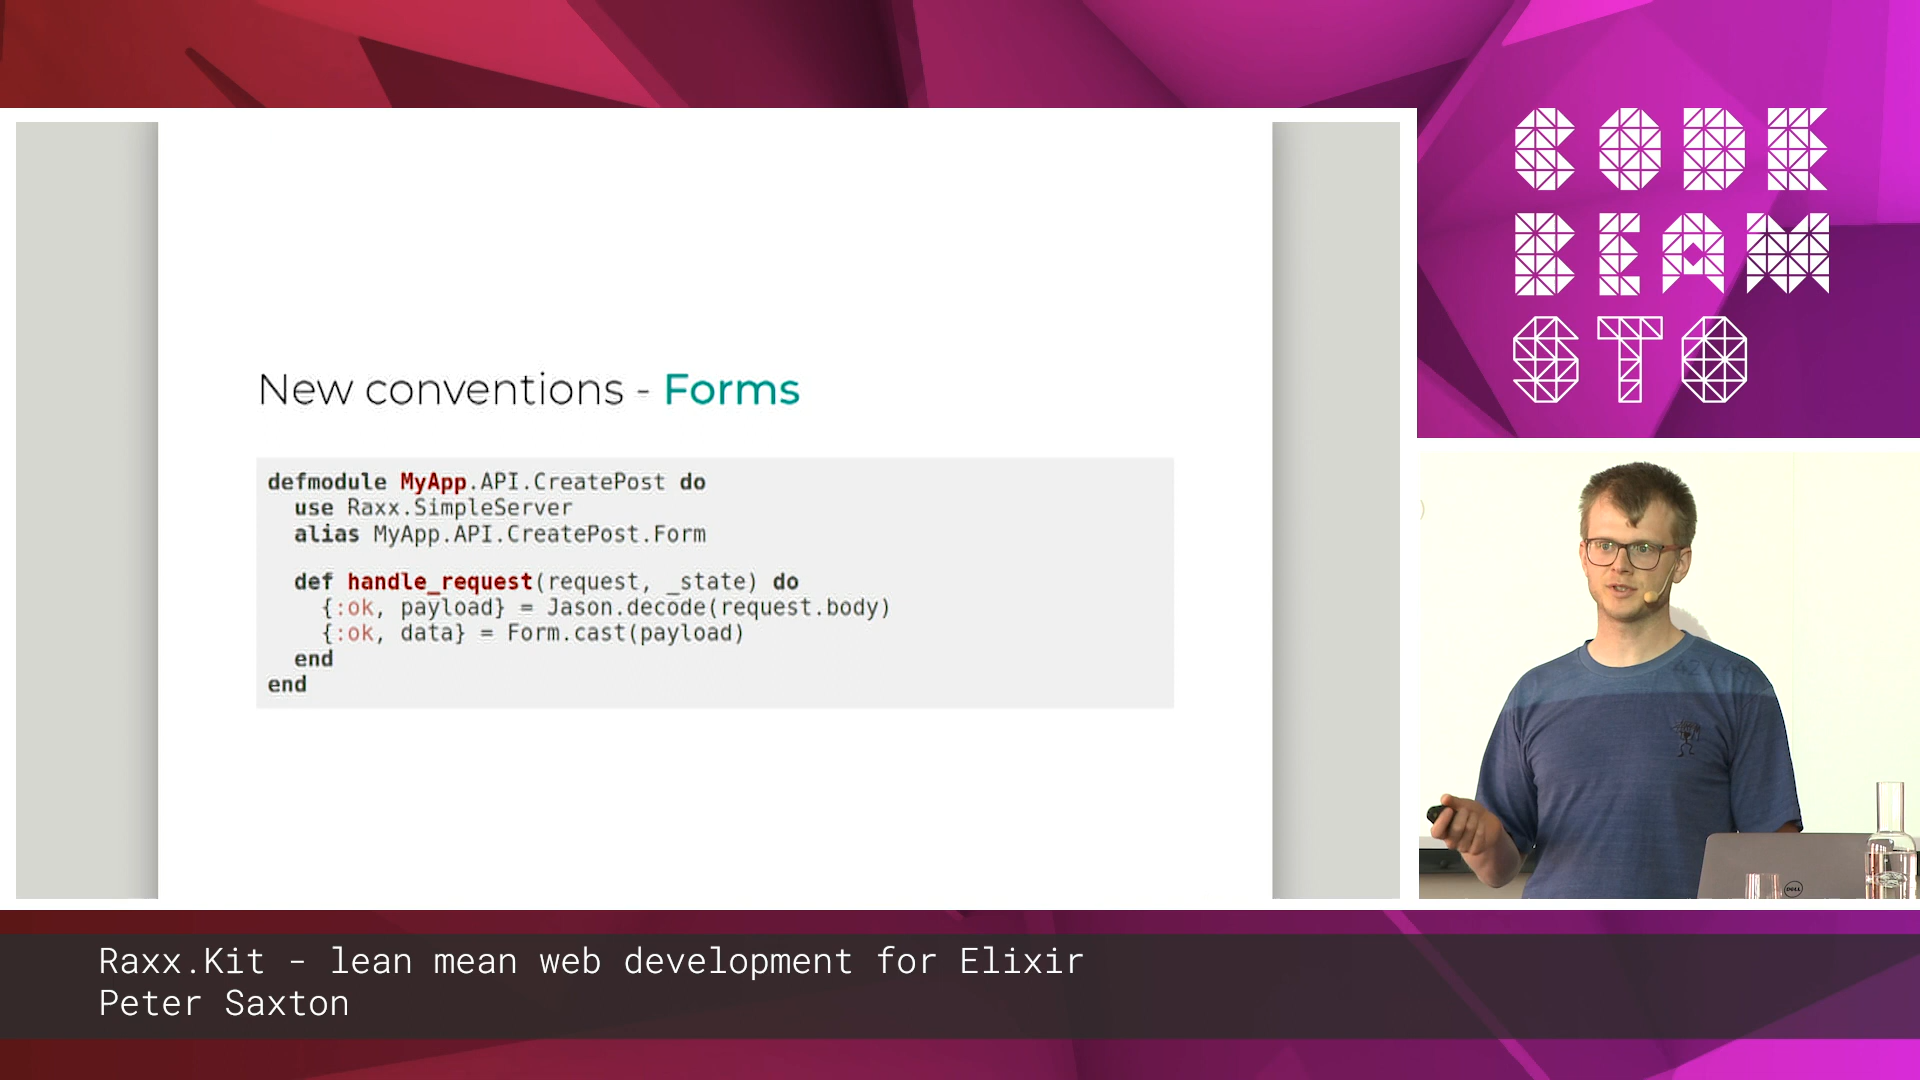 CODE
BEAM
STO
New conventions - Forms
defmodule MyApp.API.CreatePost do
  use Raxx.SimpleServer
  alias MyApp.API.CreatePost.Form
  def handle_request(request, _state) do
    {:ok, payload} = Jason.decode(request.body)
    {:ok, data} = Form.cast(payload)
  end
end
DELL
Raxx.Kit - lean mean web development for Elixir
Peter Saxton